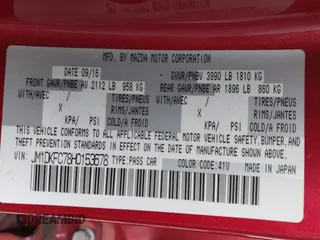 MFD. BY MAZDA MOTOR CORPORATION
DATE 09/16 GVWR/PNBV 3990 LB 1810 KG
FRONT GAWR/PNBE AV 2112 LB 958 KG REAR GAWR/PNBE AR 1896 LB 860 KG
WITH/AVEC / TIRES/PNEUS WITH/AVEC / TIRES/PNEUS
X / RIMS/JANTES X / RIMS/JANTES
KPA/ PSI COLD/A FROID KPA/ PSI / COLD/A FROID
THIS VEHICLE CONFORMS TO ALL APPLICABLE FEDERAL MOTOR VEHICLE SAFETY, BUMPER, AND
THEFT PREVENTION STANDARDS IN EFFECT ON THE DATE OF MANUFACTURE SHOWN ABOVE.
VIN: JM1DKFC78H0153678 TYPE: PASS CAR
COLOR CODE: 41V MADE IN JAPAN
DREAMBID